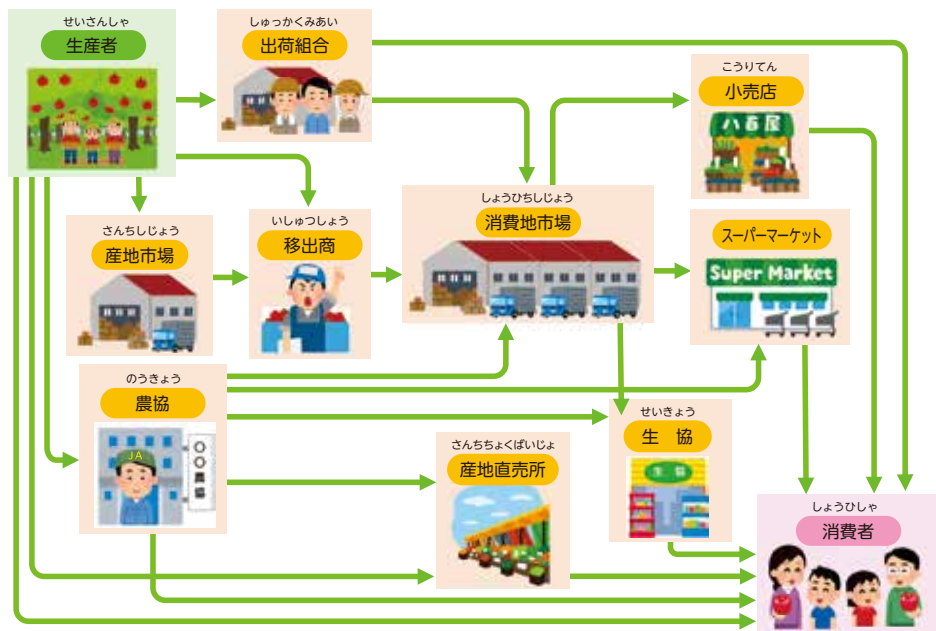 せいさんしゃ
生産者
しゅっかくみあい
出荷組合
こうりてん
小売店
八百屋
さんちしじょう
産地市場
いしゅつしょう
移出商
しょうひちしじょう
消費地市場
スーパーマーケット
Super Market
のうきょう
農協
JA
〇〇農協
さんちちょくばいじょ
産地直売所
せいきょう
生 協
生 協
しょうひしゃ
消費者